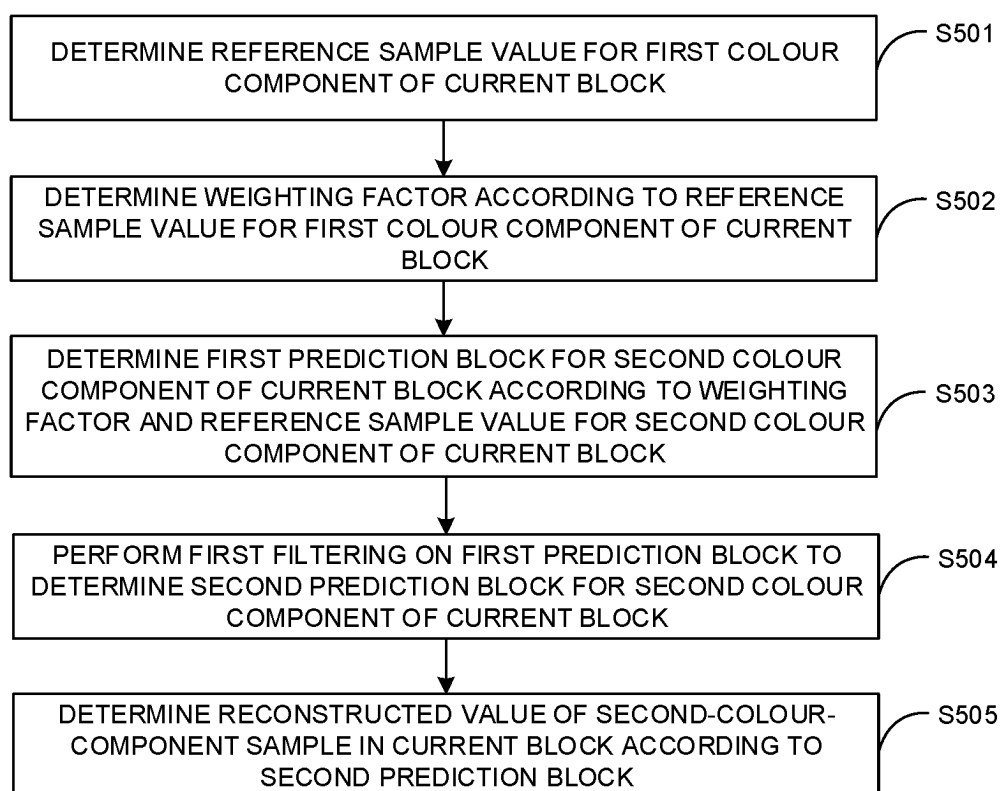 DETERMINE REFERENCE SAMPLE VALUE FOR FIRST COLOUR
COMPONENT OF CURRENT BLOCK
S501
DETERMINE WEIGHTING FACTOR ACCORDING TO REFERENCE
SAMPLE VALUE FOR FIRST COLOUR COMPONENT OF CURRENT
BLOCK
S502
DETERMINE FIRST PREDICTION BLOCK FOR SECOND COLOUR
COMPONENT OF CURRENT BLOCK ACCORDING TO WEIGHTING
FACTOR AND REFERENCE SAMPLE VALUE FOR SECOND COLOUR
COMPONENT OF CURRENT BLOCK
S503
PERFORM FIRST FILTERING ON FIRST PREDICTION BLOCK TO
DETERMINE SECOND PREDICTION BLOCK FOR SECOND COLOUR
COMPONENT OF CURRENT BLOCK
S504
DETERMINE RECONSTRUCTED VALUE OF SECOND-COLOUR-
COMPONENT SAMPLE IN CURRENT BLOCK ACCORDING TO
SECOND PREDICTION BLOCK
S505